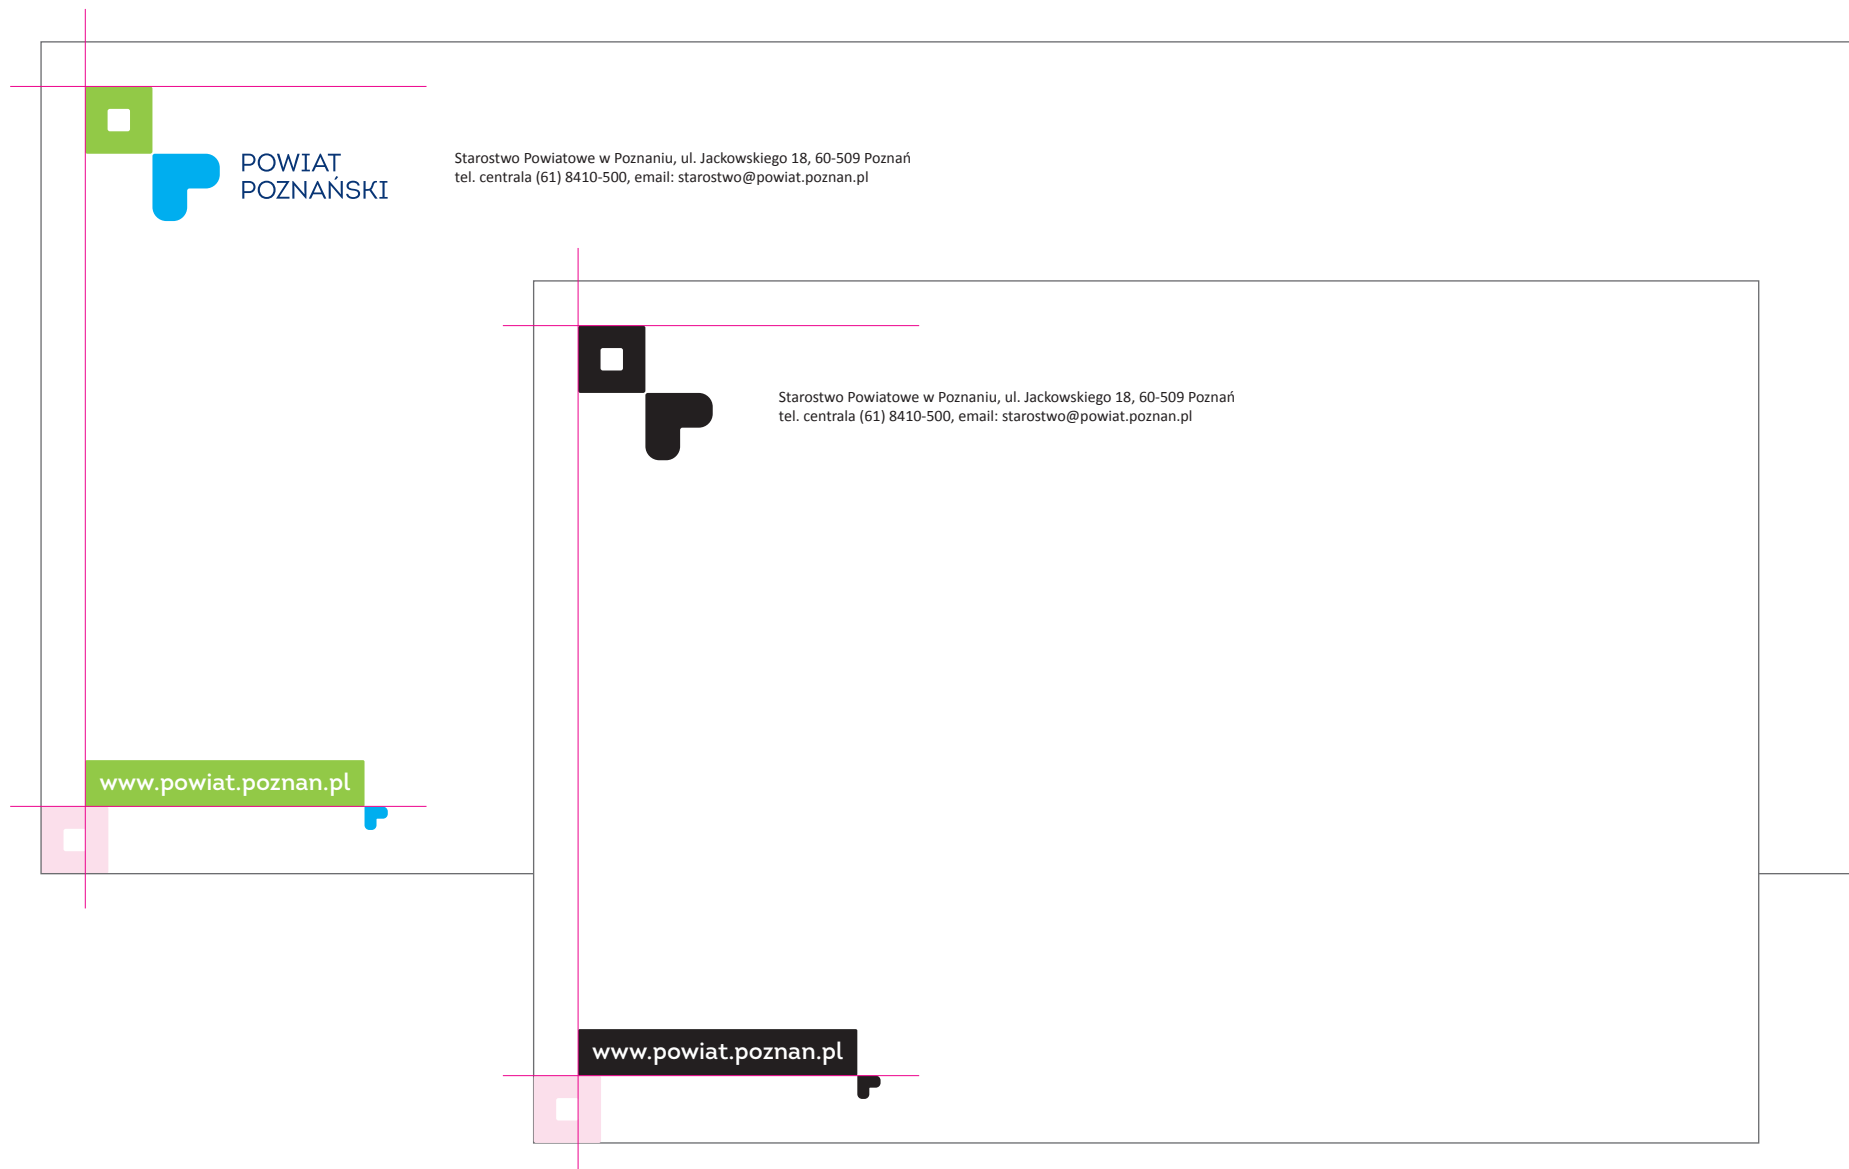 POWIAT
POZNAŃSKI
Starostwo Powiatowe w Poznaniu, ul. Jackowskiego 18, 60-509 Poznań
tel. centrala (61) 8410-500, email: starostwo@powiat.poznan.pl
Starostwo Powiatowe w Poznaniu, ul. Jackowskiego 18, 60-509 Poznań
tel. centrala (61) 8410-500, email: starostwo@powiat.poznan.pl
www.powiat.poznan.pl
www.powiat.poznan.pl